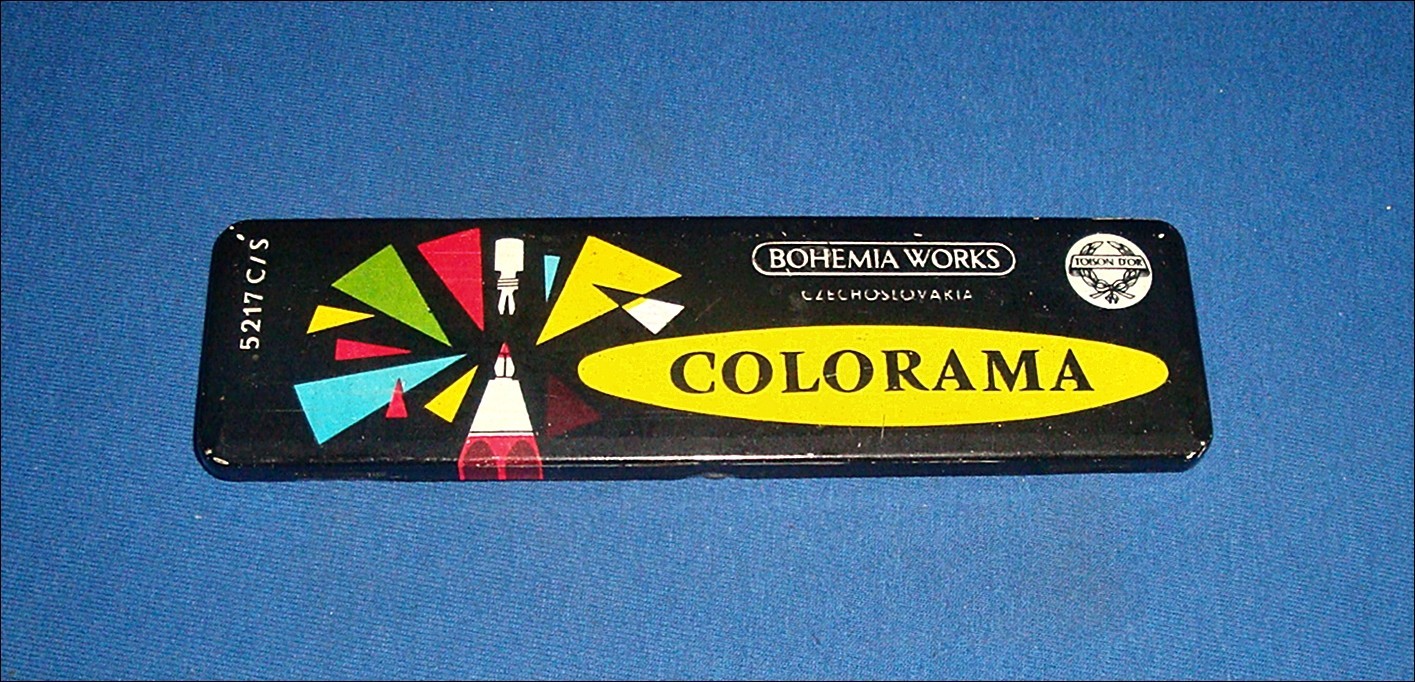 5217 C/S
BOHEMIA WORKS
CZECHOSLOVAKIA
TOISON D'OR
COLORAMA